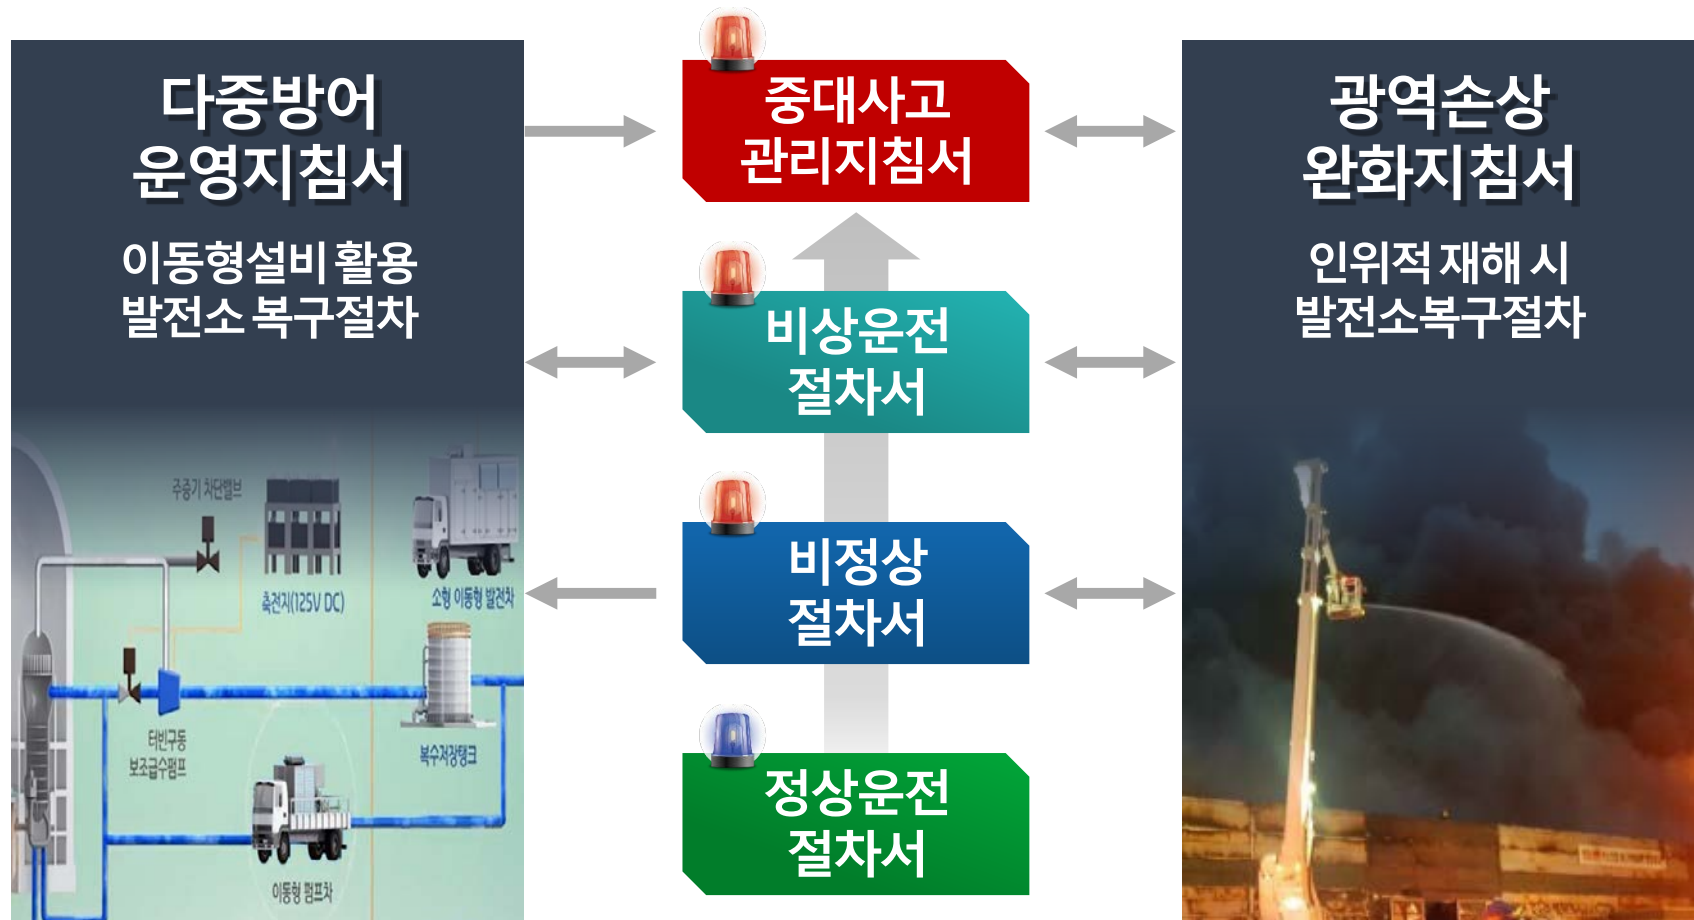 다중방어
운영지침서
이동형설비 활용
발전소 복구절차
주증기 차단밸브
축전지(125V DC)
소형 이동형 발전차
터빈구동
보조급수펌프
복수저장탱크
이동형 펌프차
중대사고
관리지침서
비상운전
절차서
비정상
절차서
정상운전
절차서
광역손상
완화지침서
인위적 재해 시
발전소복구절차